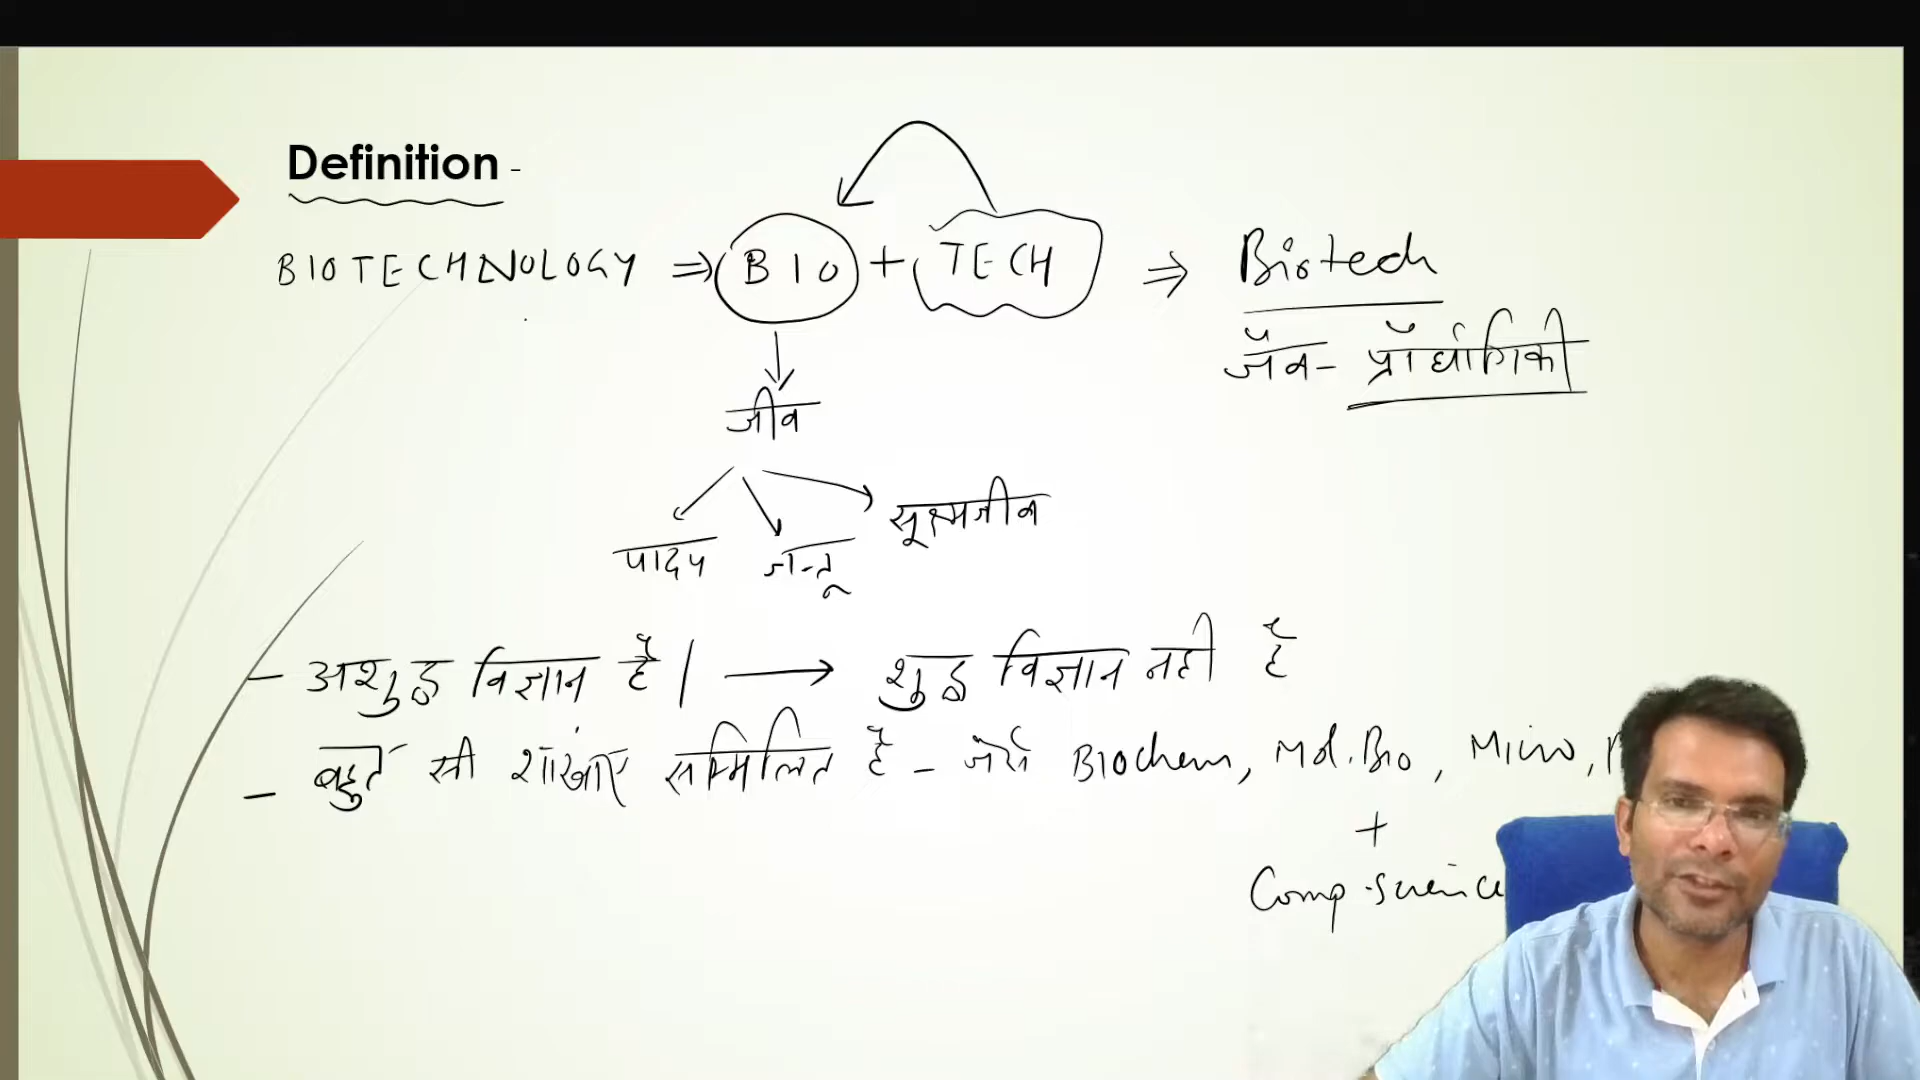 Definition -
BIOTECHNOLOGY ⇒ BIO + TECH ⇒ Biotech
जैव - प्रौद्योगिकी
जीव
सूक्ष्मजीव
पादप जन्तु
- अशुद्ध विज्ञान है | → शुद्ध विज्ञान नही है
- बहुत सी शाखाएं सम्मिलित है - जैसे Biochem, Mol.Bio, Micro,
+
Comp.science